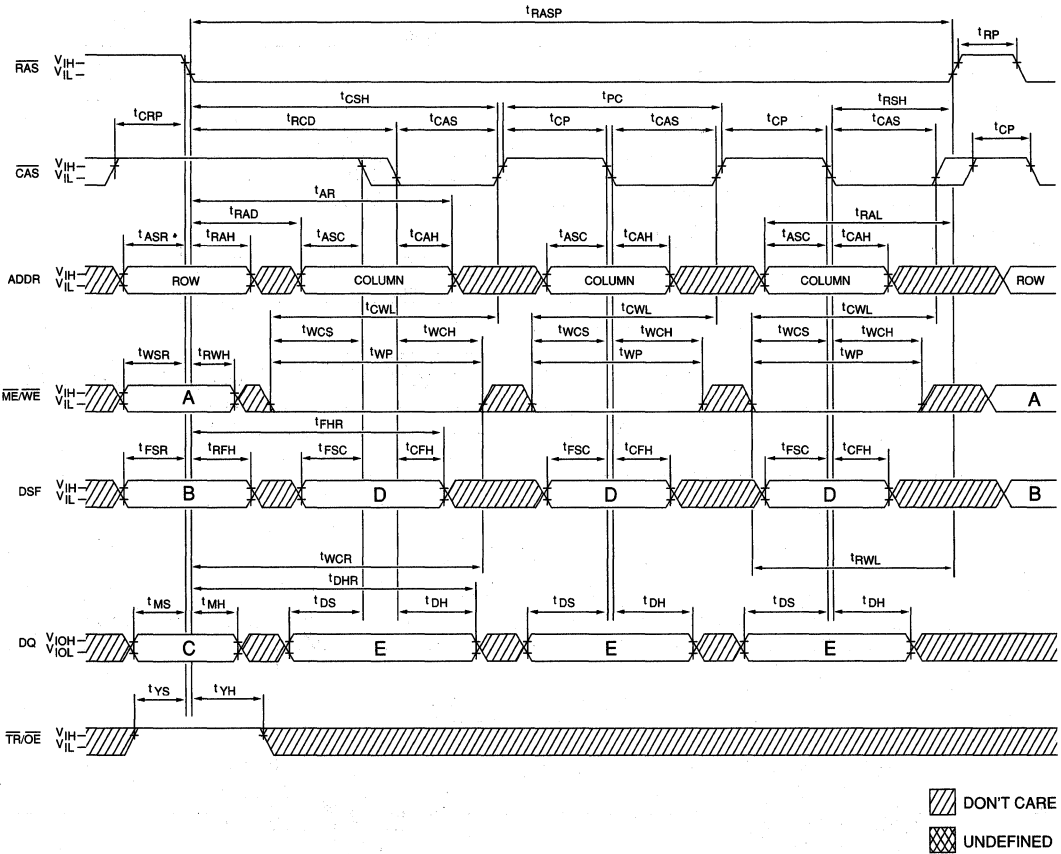 tRASP
tRP
RAS VIH
VIL
tCSH tPC tRSH
tCRP tRCD tCAS tCP tCAS tCP tCAS tCP
CAS VIH
VIL
tAR
tRAD tRAL
tASR tRAH tASC tCAH tASC tCAH tASC tCAH
ADDR VIH
VIL
ROW COLUMN COLUMN COLUMN ROW
tCWL tCWL tCWL
tWCS tWCH tWCS tWCH tWCS tWCH
tWSR tRWH tWP tWP tWP
ME/WE VIH
VIL
A A
tFHR
tFSR tRFH tFSC tCFH tFSC tCFH tFSC tCFH
DSF VIH
VIL
B D D D B
tWCR tRWL
tDHR
tMS tMH tDS tDH tDS tDH tDS tDH
DQ VIOH
VIOL
C E E E
tYS tYH
TR/OE VIH
VIL
DON'T CARE
UNDEFINED